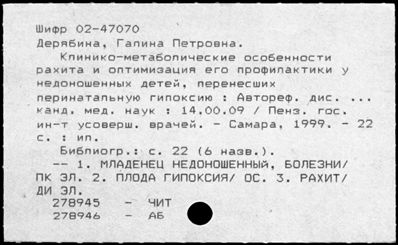 Шифр 02-47070
Дерябина, Галина Петровна.
Клинико-метаболические особенности
рахита и оптимизация его профилактики у
недоношенных детей, перенесших
перинатальную гипоксию : Автореф. дис. ...
канд. мед. наук : 14.00.09 / Пенз. гос.
ин-т усоверш. врачей. - Самара, 1999. - 22
с. : ил.
Библиогр.: с. 22 (6 назв.).
-- 1. МЛАДЕНЕЦ НЕДОНОШЕННЫЙ, БОЛЕЗНИ/
ПК ЭЛ. 2. ПЛОДА ГИПОКСИЯ/ ОС. 3. РАХИТ/
ДИ ЭЛ.
278945 - ЧИТ
278946 - АБ